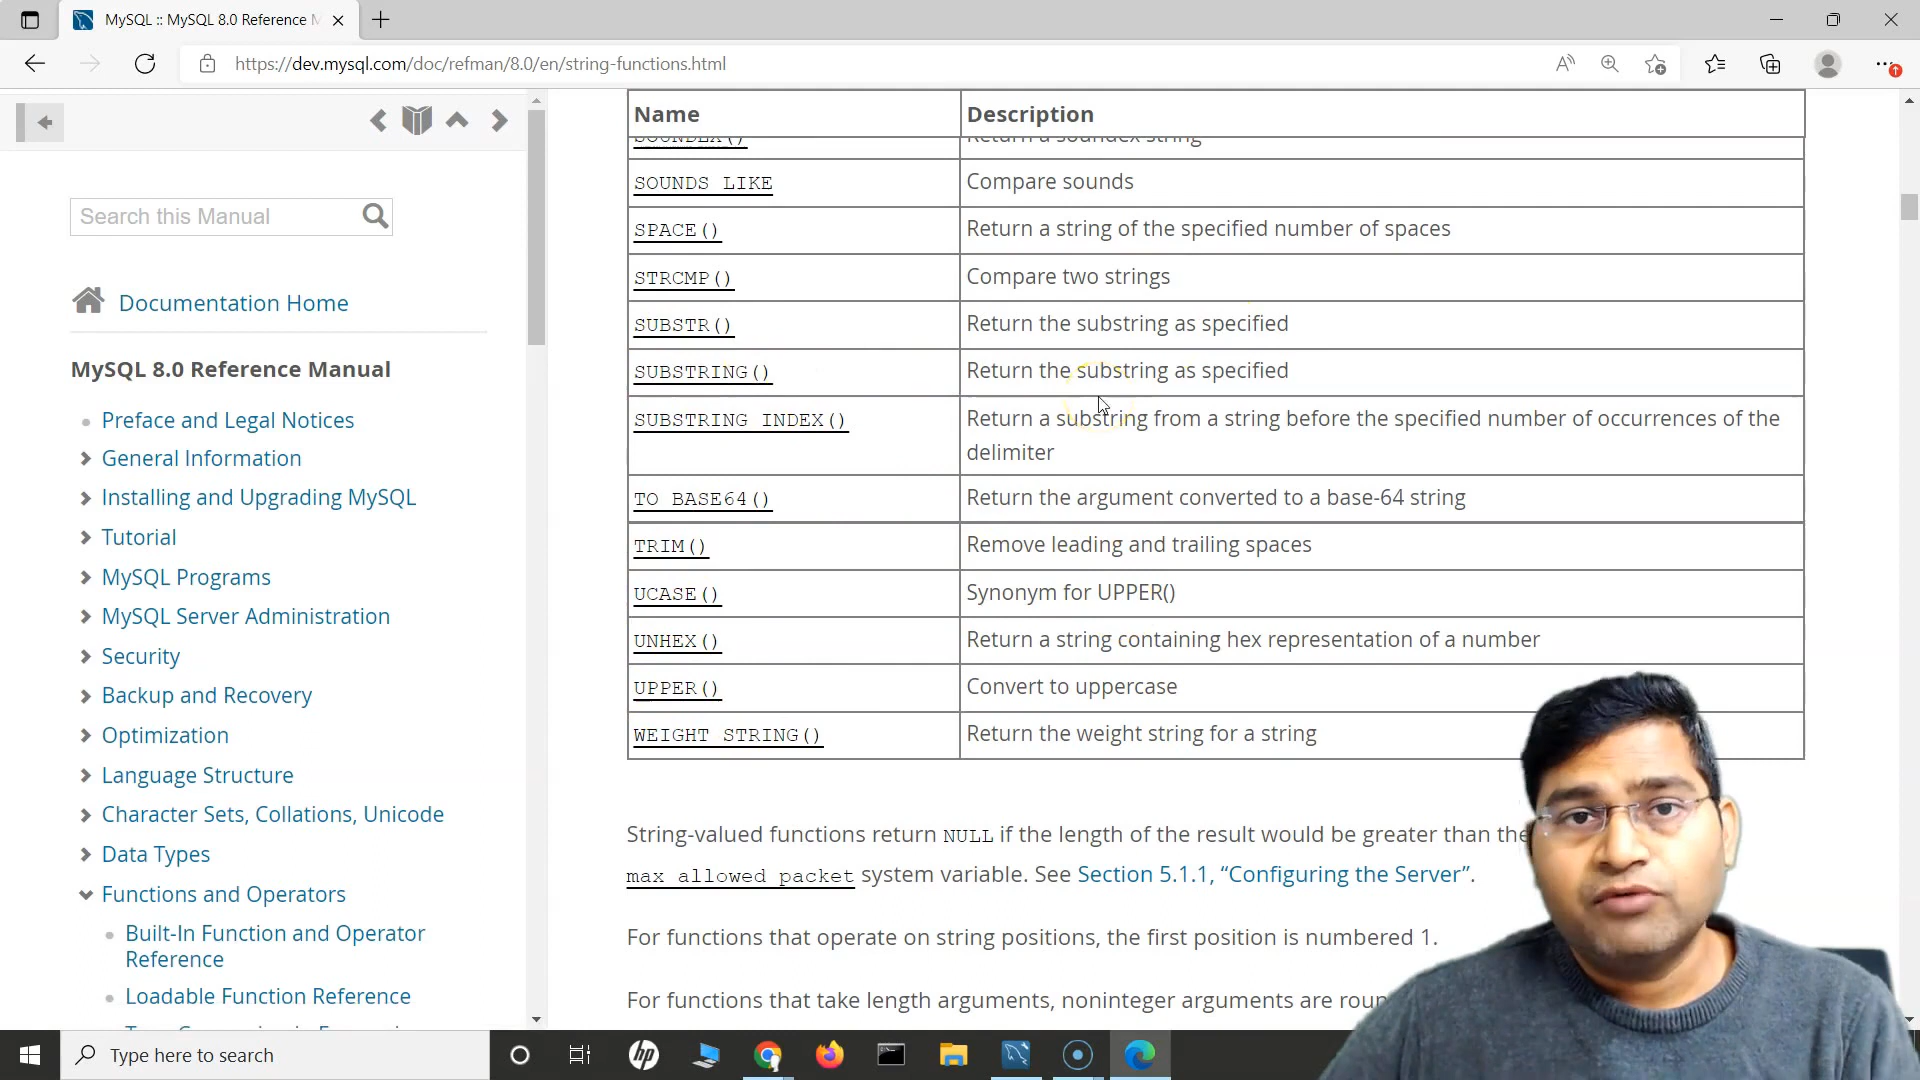 MySQL :: MySQL 8.0 Reference M
https://dev.mysql.com/doc/refman/8.0/en/string-functions.html
Search this Manual
Documentation Home
MySQL 8.0 Reference Manual
Preface and Legal Notices
General Information
Installing and Upgrading MySQL
Tutorial
MySQL Programs
MySQL Server Administration
Security
Backup and Recovery
Optimization
Language Structure
Character Sets, Collations, Unicode
Data Types
Functions and Operators
Built-In Function and Operator
Reference
Loadable Function Reference
Name Description
SOUNDEX() Return a soundex string
SOUNDS LIKE Compare sounds
SPACE() Return a string of the specified number of spaces
STRCMP() Compare two strings
SUBSTR() Return the substring as specified
SUBSTRING() Return the substring as specified
SUBSTRING_INDEX() Return a substring from a string before the specified number of occurrences of the
delimiter
TO_BASE64() Return the argument converted to a base-64 string
TRIM() Remove leading and trailing spaces
UCASE() Synonym for UPPER()
UNHEX() Return a string containing hex representation of a number
UPPER() Convert to uppercase
WEIGHT_STRING() Return the weight string for a string
String-valued functions return NULL if the length of the result would be greater than the
max_allowed_packet system variable. See Section 5.1.1, “Configuring the Server”.
For functions that operate on string positions, the first position is numbered 1.
For functions that take length arguments, noninteger arguments are roun
Type here to search
hp